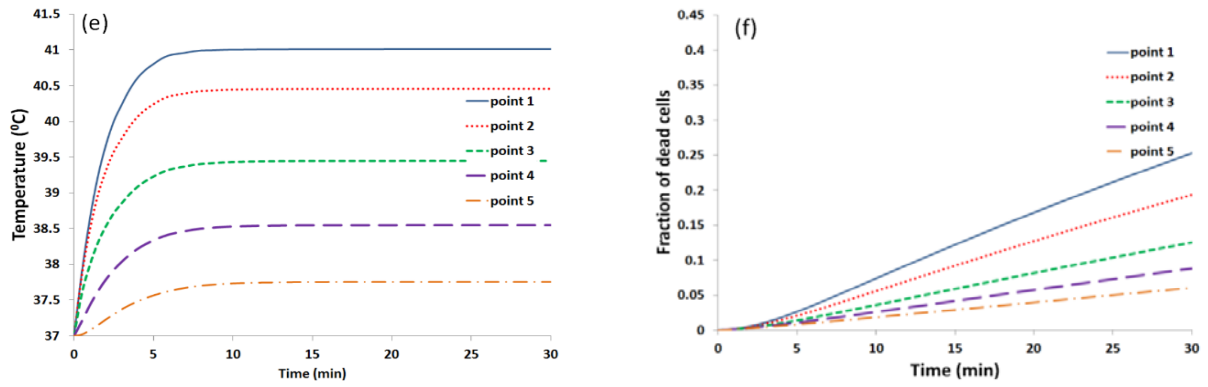 (e)
41.5
41
40.5
40
39.5
39
38.5
38
37.5
37
Temperature (⁰C)
0 5 10 15 20 25 30
Time (min)
point 1
point 2
point 3
point 4
point 5
(f)
0.45
0.4
0.35
0.3
0.25
0.2
0.15
0.1
0.05
0
Fraction of dead cells
0 5 10 15 20 25 30
Time (min)
point 1
point 2
point 3
point 4
point 5